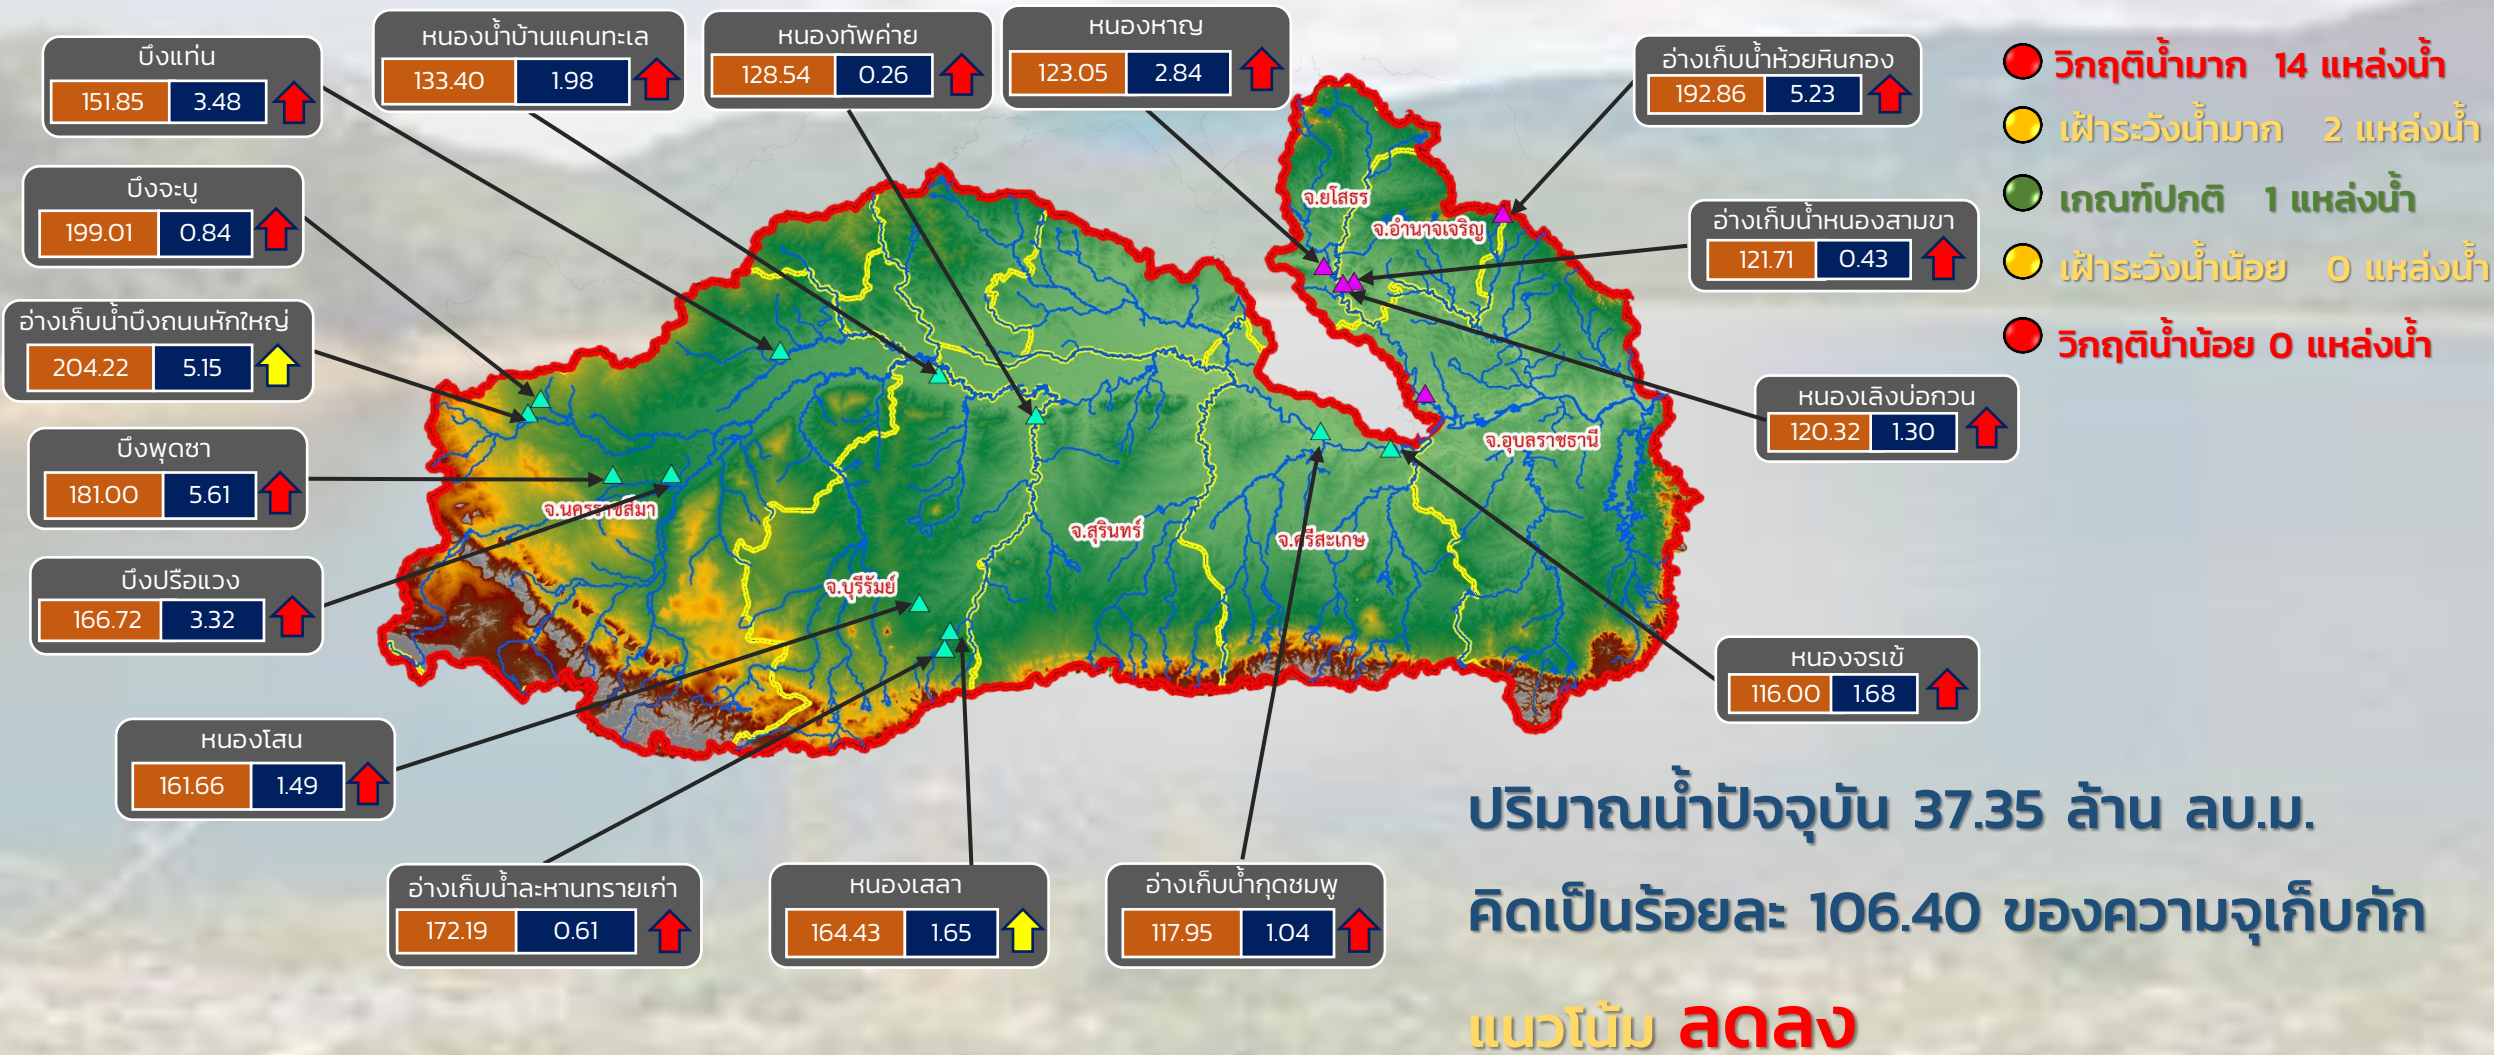 บึงแท่น
151.85 3.48
หนองน้ำบ้านแคนทะเล
133.40 1.98
หนองทัพค่าย
128.54 0.26
หนองหาญ
123.05 2.84
อ่างเก็บน้ำห้วยหินกอง
192.86 5.23
วิกฤติน้ำมาก 14 แหล่งน้ำ
เฝ้าระวังน้ำมาก 2 แหล่งน้ำ
เกณฑ์ปกติ 1 แหล่งน้ำ
เฝ้าระวังน้ำน้อย 0 แหล่งน้ำ
วิกฤติน้ำน้อย 0 แหล่งน้ำ
บึงจะบู
199.01 0.84
อ่างเก็บน้ำบึงถนนหักใหญ่
204.22 5.15
บึงพุดซา
181.00 5.61
บึงปรือแวง
166.72 3.32
หนองโสน
161.66 1.49
จ.ยโสธร
จ.อำนาจเจริญ
จ.อุบลราชธานี
จ.นครราชสีมา
จ.สุรินทร์
จ.ศรีสะเกษ
จ.บุรีรัมย์
อ่างเก็บน้ำหนองสามขา
121.71 0.43
หนองเลิงบ่อกวน
120.32 1.30
หนองจรเข้
116.00 1.68
อ่างเก็บน้ำละหานทรายเก่า
172.19 0.61
หนองเสลา
164.43 1.65
อ่างเก็บน้ำกุดชมพู
117.95 1.04
ปริมาณน้ำปัจจุบัน 37.35 ล้าน ลบ.ม.
คิดเป็นร้อยละ 106.40 ของความจุเก็บกัก
แนวโน้ม ลดลง